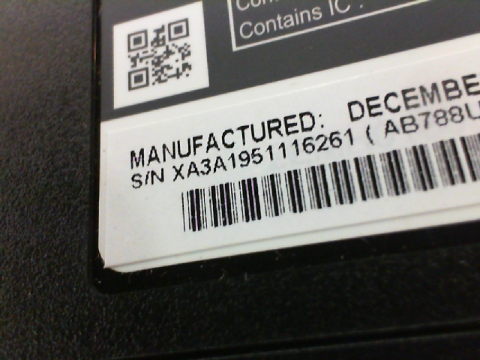 Contains IC :
MANUFACTURED: DECEMBE
S/N XA3A1951116261 ( AB788U